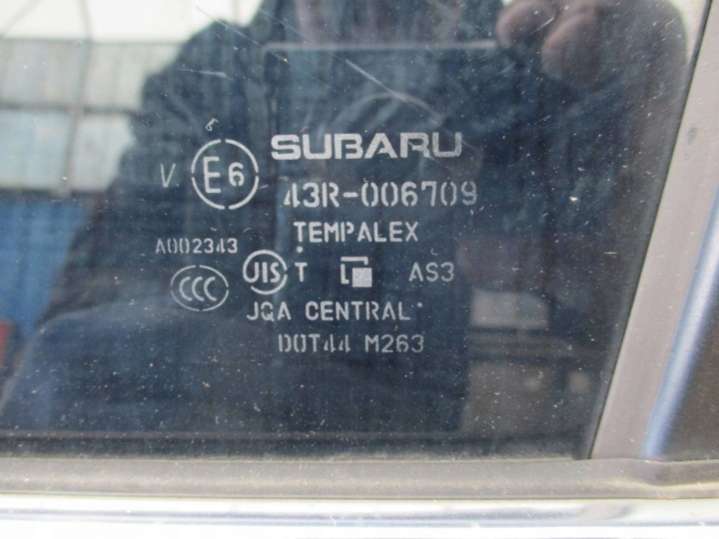 SUBARU
V E6 43R-006709
TEMPALEX
A002343
JIS T AS3
CCC
JQA CENTRAL
DOT44 M263